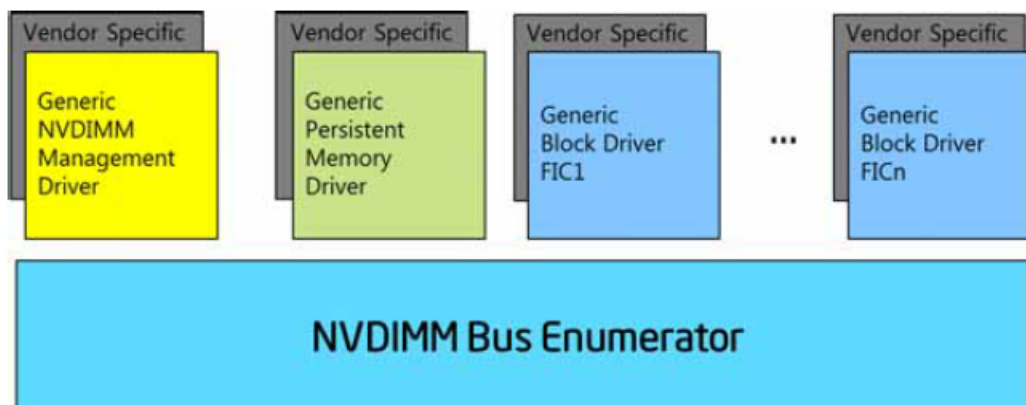 Vendor Specific
Generic
NVDIMM
Management
Driver
Vendor Specific
Generic
Persistent
Memory
Driver
Vendor Specific
Generic
Block Driver
FIC1
...
Vendor Specific
Generic
Block Driver
FICn
NVDIMM Bus Enumerator